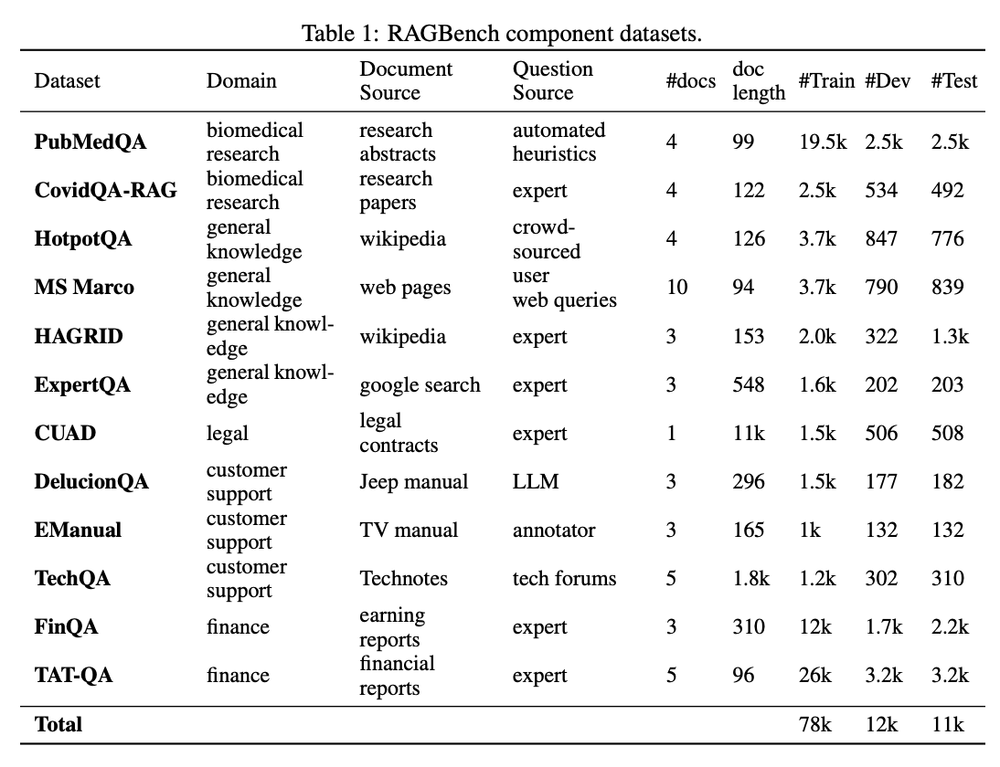 Table 1: RAGBench component datasets.
Dataset Domain Document Source Question Source #docs doc length #Train #Dev #Test
PubMedQA biomedical research research abstracts automated heuristics 4 99 19.5k 2.5k 2.5k
CovidQA-RAG biomedical research research papers expert 4 122 2.5k 534 492
HotpotQA general knowledge wikipedia crowd-sourced 4 126 3.7k 847 776
MS Marco general knowledge web pages user web queries 10 94 3.7k 790 839
HAGRID general knowl-edge wikipedia expert 3 153 2.0k 322 1.3k
ExpertQA general knowl-edge google search expert 3 548 1.6k 202 203
CUAD legal legal contracts expert 1 11k 1.5k 506 508
DelucionQA customer support Jeep manual LLM 3 296 1.5k 177 182
EManual customer support TV manual annotator 3 165 1k 132 132
TechQA customer support Technotes tech forums 5 1.8k 1.2k 302 310
FinQA finance earning reports expert 3 310 12k 1.7k 2.2k
TAT-QA finance financial reports expert 5 96 26k 3.2k 3.2k
Total 78k 12k 11k